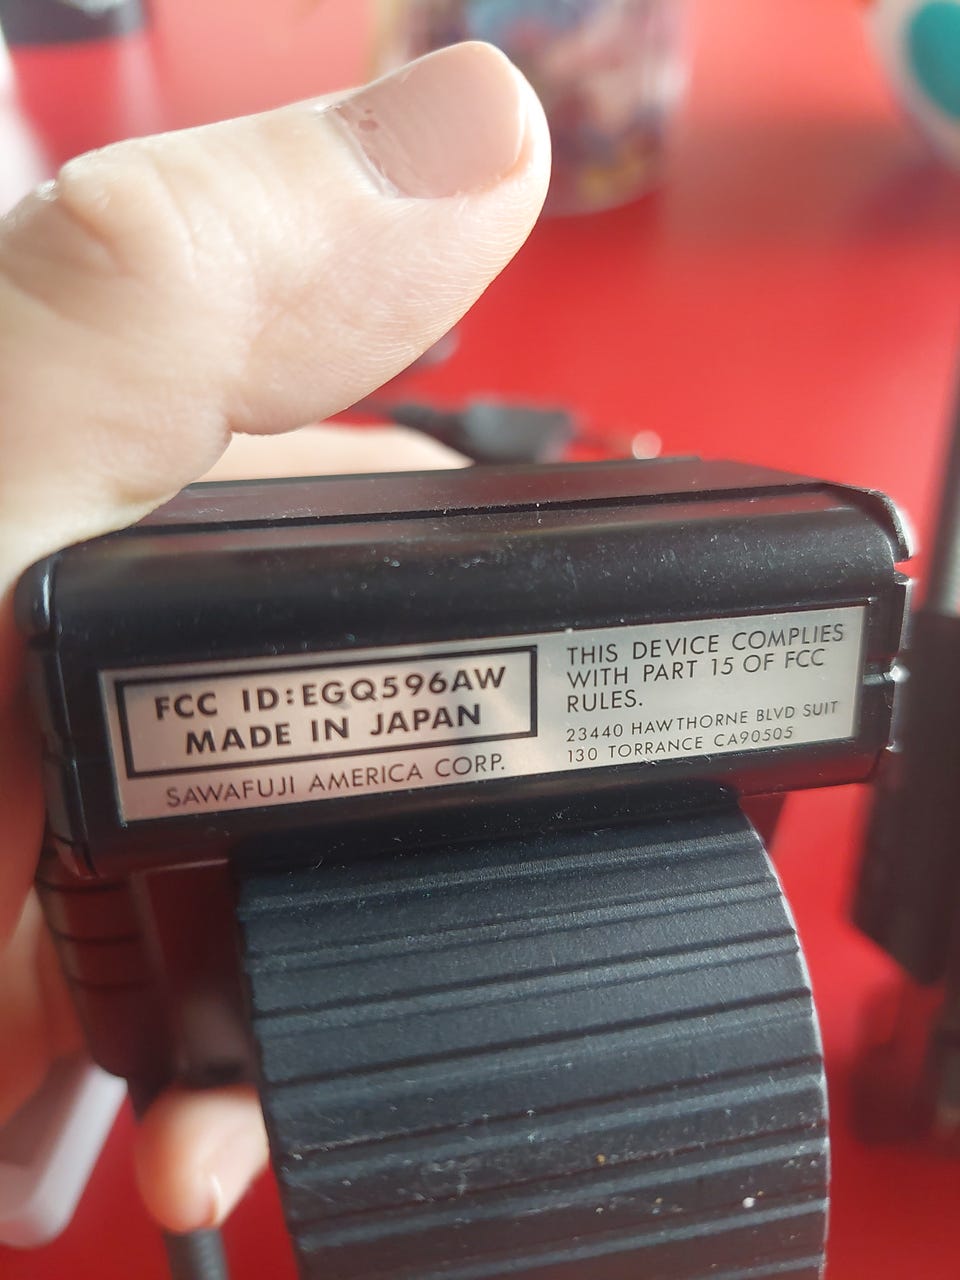 FCC ID:EGQ596AW
MADE IN JAPAN
SAWAFUJI AMERICA CORP.
THIS DEVICE COMPLIES
WITH PART 15 OF FCC
RULES.
23440 HAWTHORNE BLVD SUIT
130 TORRANCE CA90505